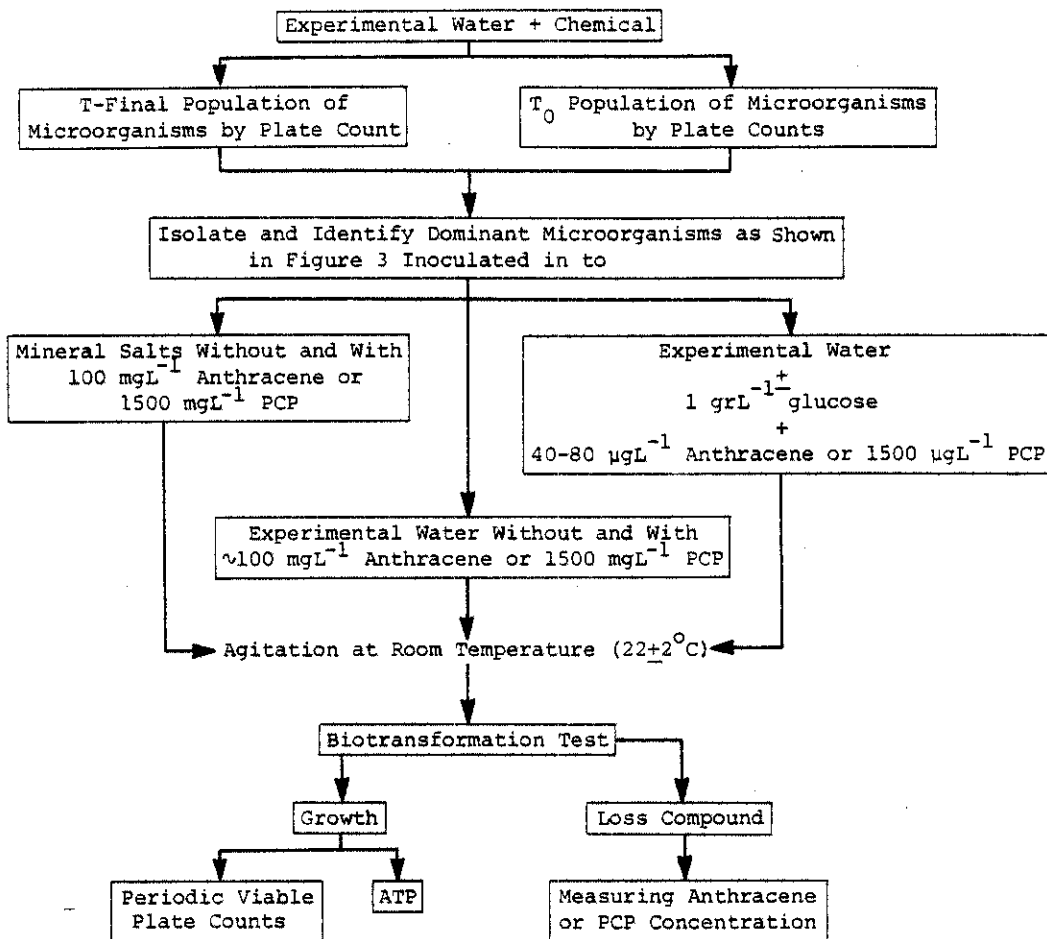 Experimental Water + Chemical
T-Final Population of
Microorganisms by Plate Count
T₀ Population of Microorganisms
by Plate Counts
Isolate and Identify Dominant Microorganisms as Shown
in Figure 3 Inoculated in to
Mineral Salts Without and With
100 mgL⁻¹ Anthracene or
1500 mgL⁻¹ PCP
Experimental Water
±
1 grL⁻¹ glucose
+
40-80 µgL⁻¹ Anthracene or 1500 µgL⁻¹ PCP
Experimental Water Without and With
~100 mgL⁻¹ Anthracene or 1500 mgL⁻¹ PCP
Agitation at Room Temperature (22±2°C)
Biotransformation Test
Growth
Loss Compound
Periodic Viable
Plate Counts
ATP
Measuring Anthracene
or PCP Concentration